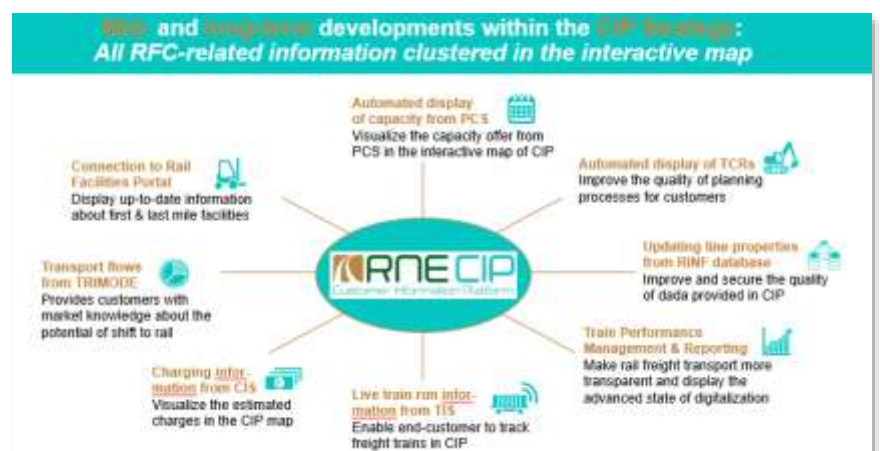 Mid- and long-term developments within the CIP Strategy:
All RFC-related information clustered in the interactive map
Automated display
of capacity from PCS
Visualize the capacity offer from
PCS in the interactive map of CIP
Connection to Rail
Facilities Portal
Display up-to-date information
about first & last mile facilities
Automated display of TCRs
Improve the quality of planning
processes for customers
Transport flows
from TRIMODE
Provides customers with
market knowledge about the
potential of shift to rail
RNE CIP
Customer Information Platform
Updating line properties
from RINF database
Improve and secure the quality
of dada provided in CIP
Charging infor-
mation from CIS
Visualize the estimated
charges in the CIP map
Live train run infor-
mation from TIS
Enable end-customer to track
freight trains in CIP
Train Performance
Management & Reporting
Make rail freight transport more
transparent and display the
advanced state of digitalization